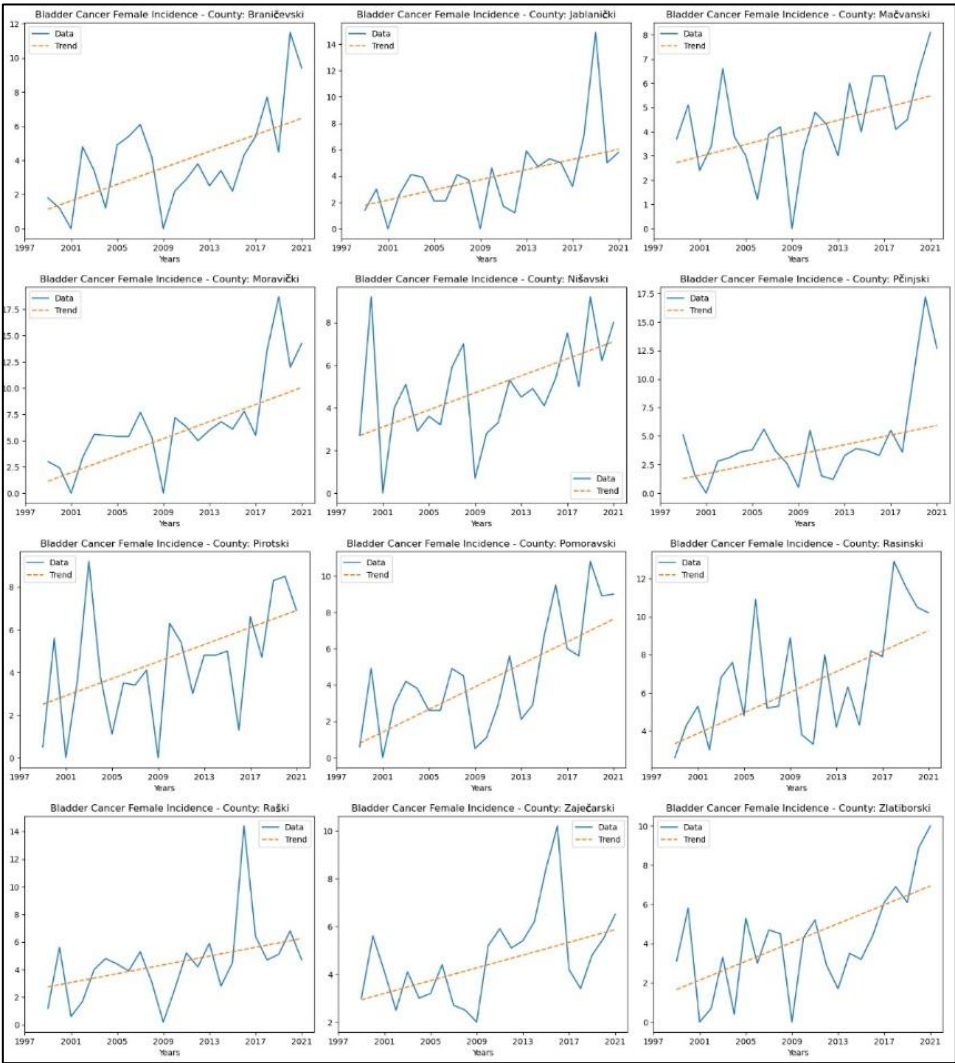 Bladder Cancer Female Incidence - County: Braničevski
Data
Trend
12
10
8
6
4
2
0
1997 2001 2005 2009 2013 2017 2021
Years
Bladder Cancer Female Incidence - County: Jablanički
Data
Trend
14
12
10
8
6
4
2
0
1997 2001 2005 2009 2013 2017 2021
Years
Bladder Cancer Female Incidence - County: Mačvanski
Data
Trend
8
7
6
5
4
3
2
1
0
1997 2001 2005 2009 2013 2017 2021
Years
Bladder Cancer Female Incidence - County: Moravički
Data
Trend
17.5
15.0
12.5
10.0
7.5
5.0
2.5
0.0
1997 2001 2005 2009 2013 2017 2021
Years
Bladder Cancer Female Incidence - County: Nišavski
8
6
4
2
0
Data
Trend
1997 2001 2005 2009 2013 2017 2021
Years
Bladder Cancer Female Incidence - County: Pčinjski
Data
Trend
17.5
15.0
12.5
10.0
7.5
5.0
2.5
0.0
1997 2001 2005 2009 2013 2017 2021
Years
Bladder Cancer Female Incidence - County: Pirotski
Data
Trend
8
6
4
2
0
1997 2001 2005 2009 2013 2017 2021
Years
Bladder Cancer Female Incidence - County: Pomoravski
Data
Trend
10
8
6
4
2
0
1997 2001 2005 2009 2013 2017 2021
Years
Bladder Cancer Female Incidence - County: Rasinski
Data
Trend
12
10
8
6
4
1997 2001 2005 2009 2013 2017 2021
Years
Bladder Cancer Female Incidence - County: Raški
Data
Trend
14
12
10
8
6
4
2
0
1997 2001 2005 2009 2013 2017 2021
Years
Bladder Cancer Female Incidence - County: Zaječarski
Data
Trend
10
8
6
4
2
1997 2001 2005 2009 2013 2017 2021
Years
Bladder Cancer Female Incidence - County: Zlatiborski
Data
Trend
10
8
6
4
2
0
1997 2001 2005 2009 2013 2017 2021
Years